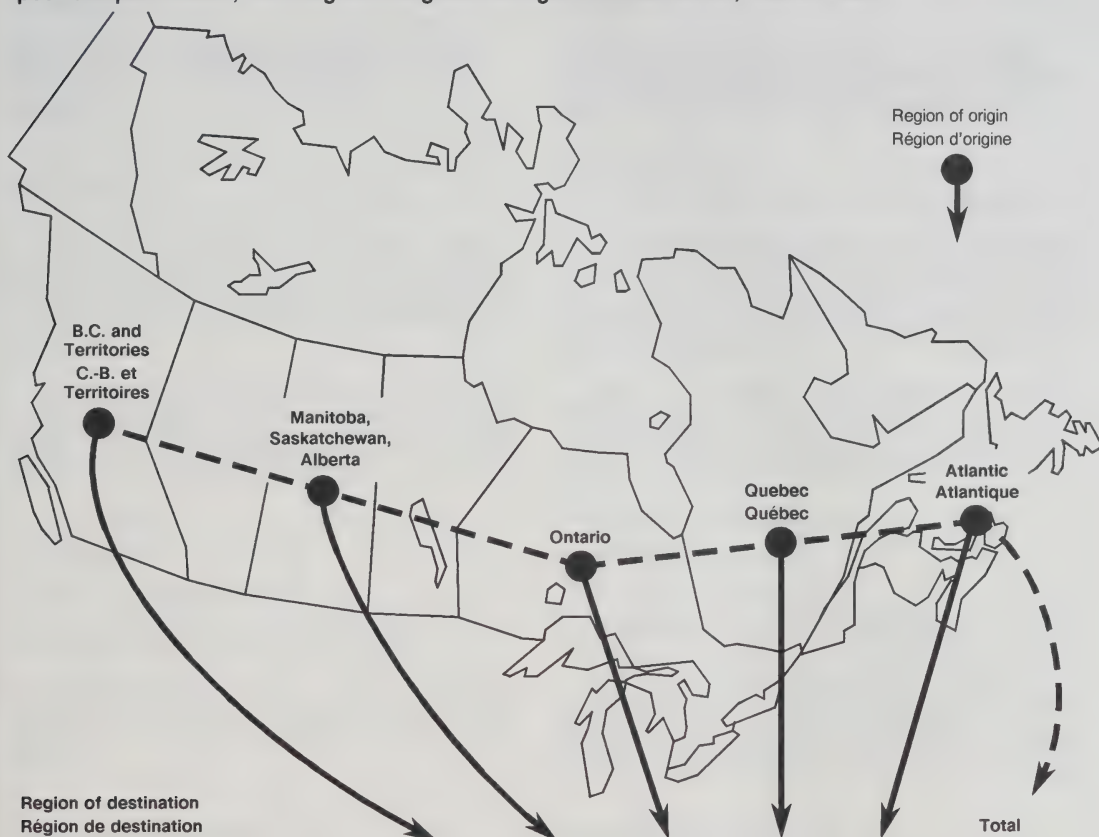 Region of origin
Région d'origine
B.C. and
Territories
C.-B. et
Territoires
Manitoba,
Saskatchewan,
Alberta
Ontario
Quebec
Québec
Atlantic
Atlantique
Region of destination
Région de destination
Total